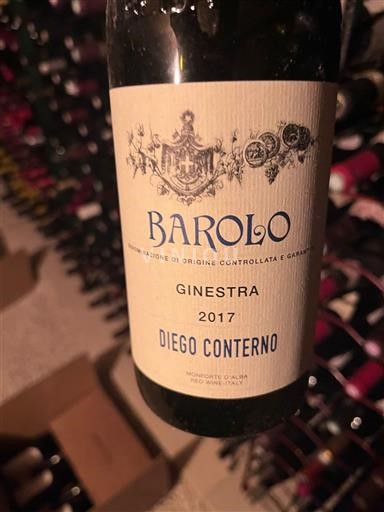 BAROLO
DENOMINAZIONE DI ORIGINE CONTROLLATA E GARANTITA
GINESTRA
2017
DIEGO CONTERNO
MONFORTE D'ALBA
RED WINE-ITALY